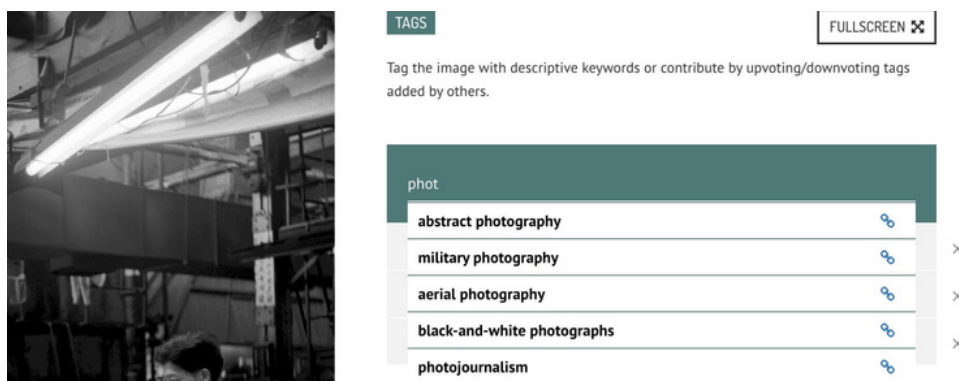 TAGS
FULLSCREEN
Tag the image with descriptive keywords or contribute by upvoting/downvoting tags
added by others.
phot
abstract photography
military photography
aerial photography
black-and-white photographs
photojournalism